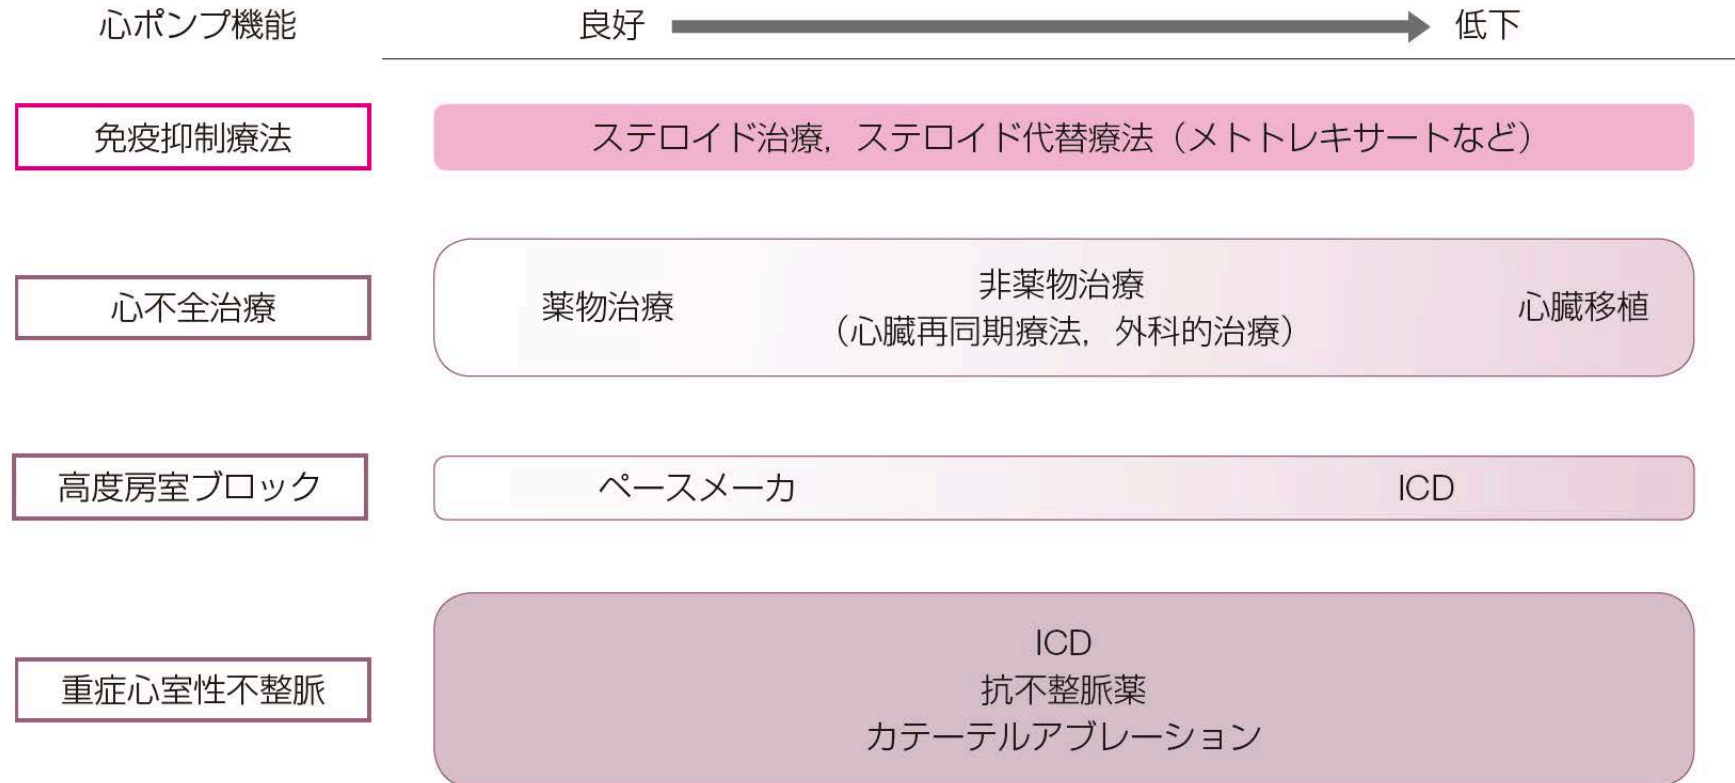 心ポンプ機能 良好 低下
免疫抑制療法 ステロイド治療，ステロイド代替療法（メトトレキサートなど）
心不全治療 薬物治療 非薬物治療
（心臓再同期療法，外科的治療） 心臓移植
高度房室ブロック ペースメーカ ICD
重症心室性不整脈 ICD
抗不整脈薬
カテーテルアブレーション